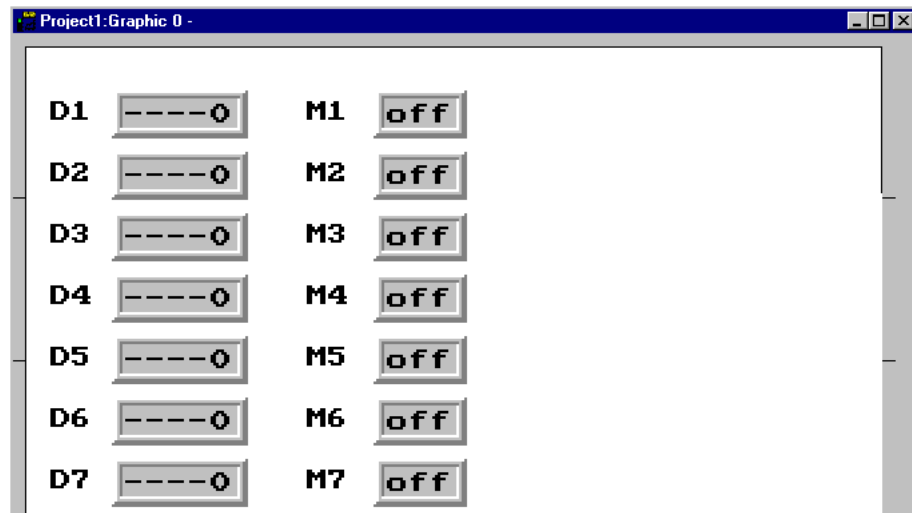 Project1:Graphic 0 -
D1 ----0 M1 off
D2 ----0 M2 off
D3 ----0 M3 off
D4 ----0 M4 off
D5 ----0 M5 off
D6 ----0 M6 off
D7 ----0 M7 off